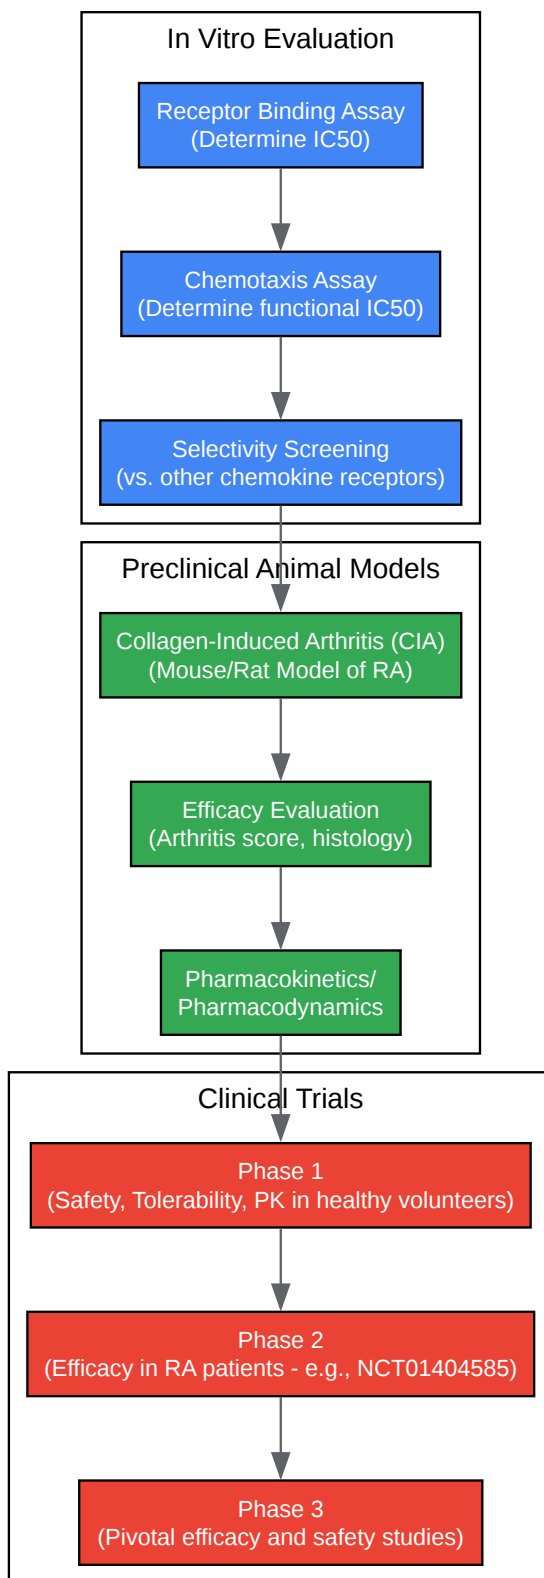 In Vitro Evaluation
Receptor Binding Assay
(Determine IC50)
Chemotaxis Assay
(Determine functional IC50)
Selectivity Screening
(vs. other chemokine receptors)
Preclinical Animal Models
Collagen-Induced Arthritis (CIA)
(Mouse/Rat Model of RA)
Efficacy Evaluation
(Arthritis score, histology)
Pharmacokinetics/
Pharmacodynamics
Clinical Trials
Phase 1
(Safety, Tolerability, PK in healthy volunteers)
Phase 2
(Efficacy in RA patients - e.g., NCT01404585)
Phase 3
(Pivotal efficacy and safety studies)